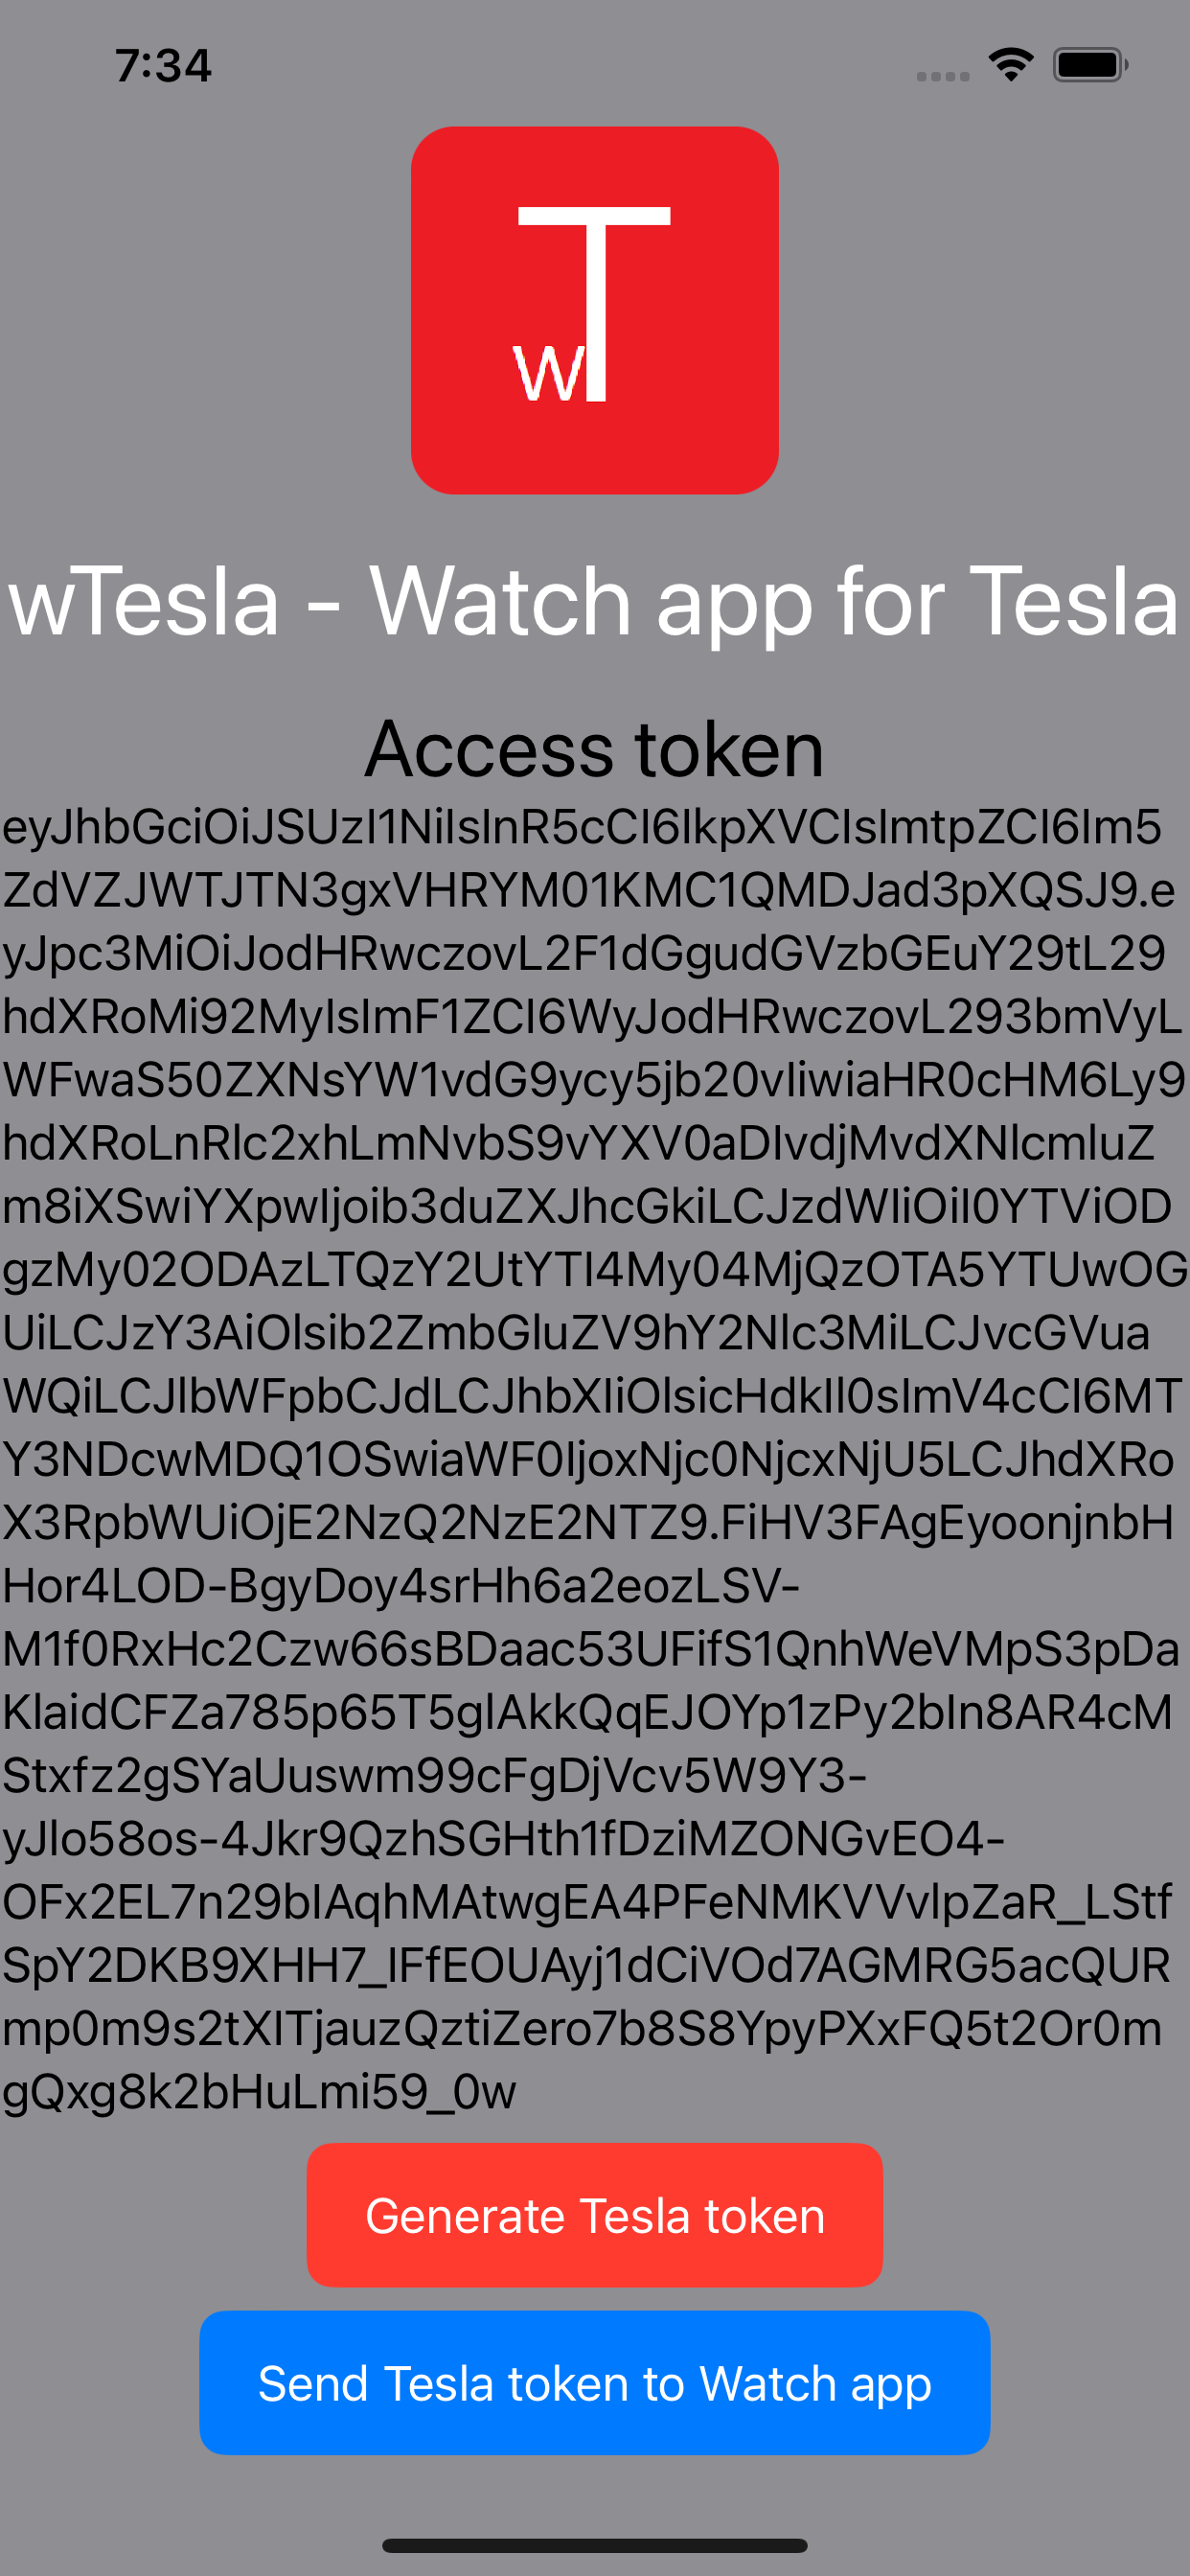 7:34
T
w
wTesla - Watch app for Tesla
Access token
eyJhbGciOiJSUzI1NiIsInR5cCI6IkpXVCIsImtpZCI6Im5
ZdVZJWTJTN3gxVHRYM01KMC1QMDJad3pXQSJ9.e
yJpc3MiOiJodHRwczovL2F1dGgudGVzbGEuY29tL29
hdXRoMi92MyIsImF1ZCI6WyJodHRwczovL293bmVyL
WFwaS50ZXNsYW1vdG9ycy5jb20vIiwiaHR0cHM6Ly9
hdXRoLnRlc2xhLmNvbS9vYXV0aDIvdjMvdXNlcmluZ
m8iXSwiYXpwIjoib3duZXJhcGkiLCJzdWIiOiI0YTViOD
gzMy02ODAzLTQzY2UtYTI4My04MjQzOTA5YTUwOG
UiLCJzY3AiOlsib2ZmbGluZV9hY2Nlc3MiLCJvcGVua
WQiLCJlbWFpbCJdLCJhbXIiOlsicHdkIl0sImV4cCI6MT
Y3NDcwMDQ1OSwiaWF0IjoxNjc0NjcxNjU5LCJhdXRo
X3RpbWUiOjE2NzQ2NzE2NTZ9.FiHV3FAgEyoonjnbH
Hor4LOD-BgyDoy4srHh6a2eozLSV-
M1f0RxHc2Czw66sBDaac53UFifS1QnhWeVMpS3pDa
KlaidCFZa785p65T5glAkkQqEJOYp1zPy2bIn8AR4cM
Stxfz2gSYaUuswm99cFgDjVcv5W9Y3-
yJlo58os-4Jkr9QzhSGHth1fDziMZONGvEO4-
OFx2EL7n29bIAqhMAtwgEA4PFeNMKVVvlpZaR_LStf
SpY2DKB9XHH7_IFfEOUAyj1dCiVOd7AGMRG5acQUR
mp0m9s2tXITjauzQztiZero7b8S8YpyPXxFQ5t2Or0m
gQxg8k2bHuLmi59_0w
Generate Tesla token
Send Tesla token to Watch app